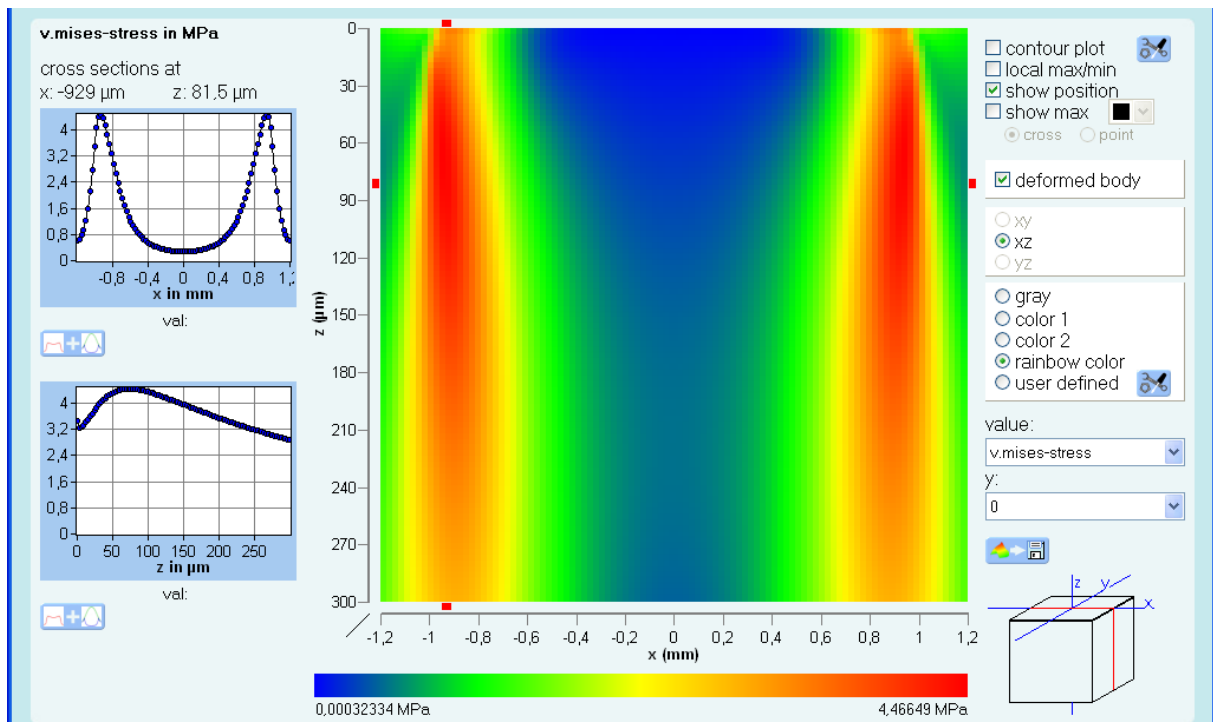 v.mises-stress in MPa
cross sections at
x: -929 µm z: 81,5 µm
4
3,2
2,4
1,6
0,8
0
-0,8 -0,4 0 0,4 0,8 1,2
x in mm
val:
4
3,2
2,4
1,6
0,8
0
0 50 100 150 200 250
z in µm
val:
0
30
60
90
120
150
180
210
240
270
300
z (µm)
-1,2 -1 -0,8 -0,6 -0,4 -0,2 0 0,2 0,4 0,6 0,8 1 1,2
x (mm)
0,00032334 MPa 4,46649 MPa
contour plot
local max/min
show position
show max
cross point
deformed body
xy
xz
yz
gray
color 1
color 2
rainbow color
user defined
value:
v.mises-stress
y:
0
z y
x